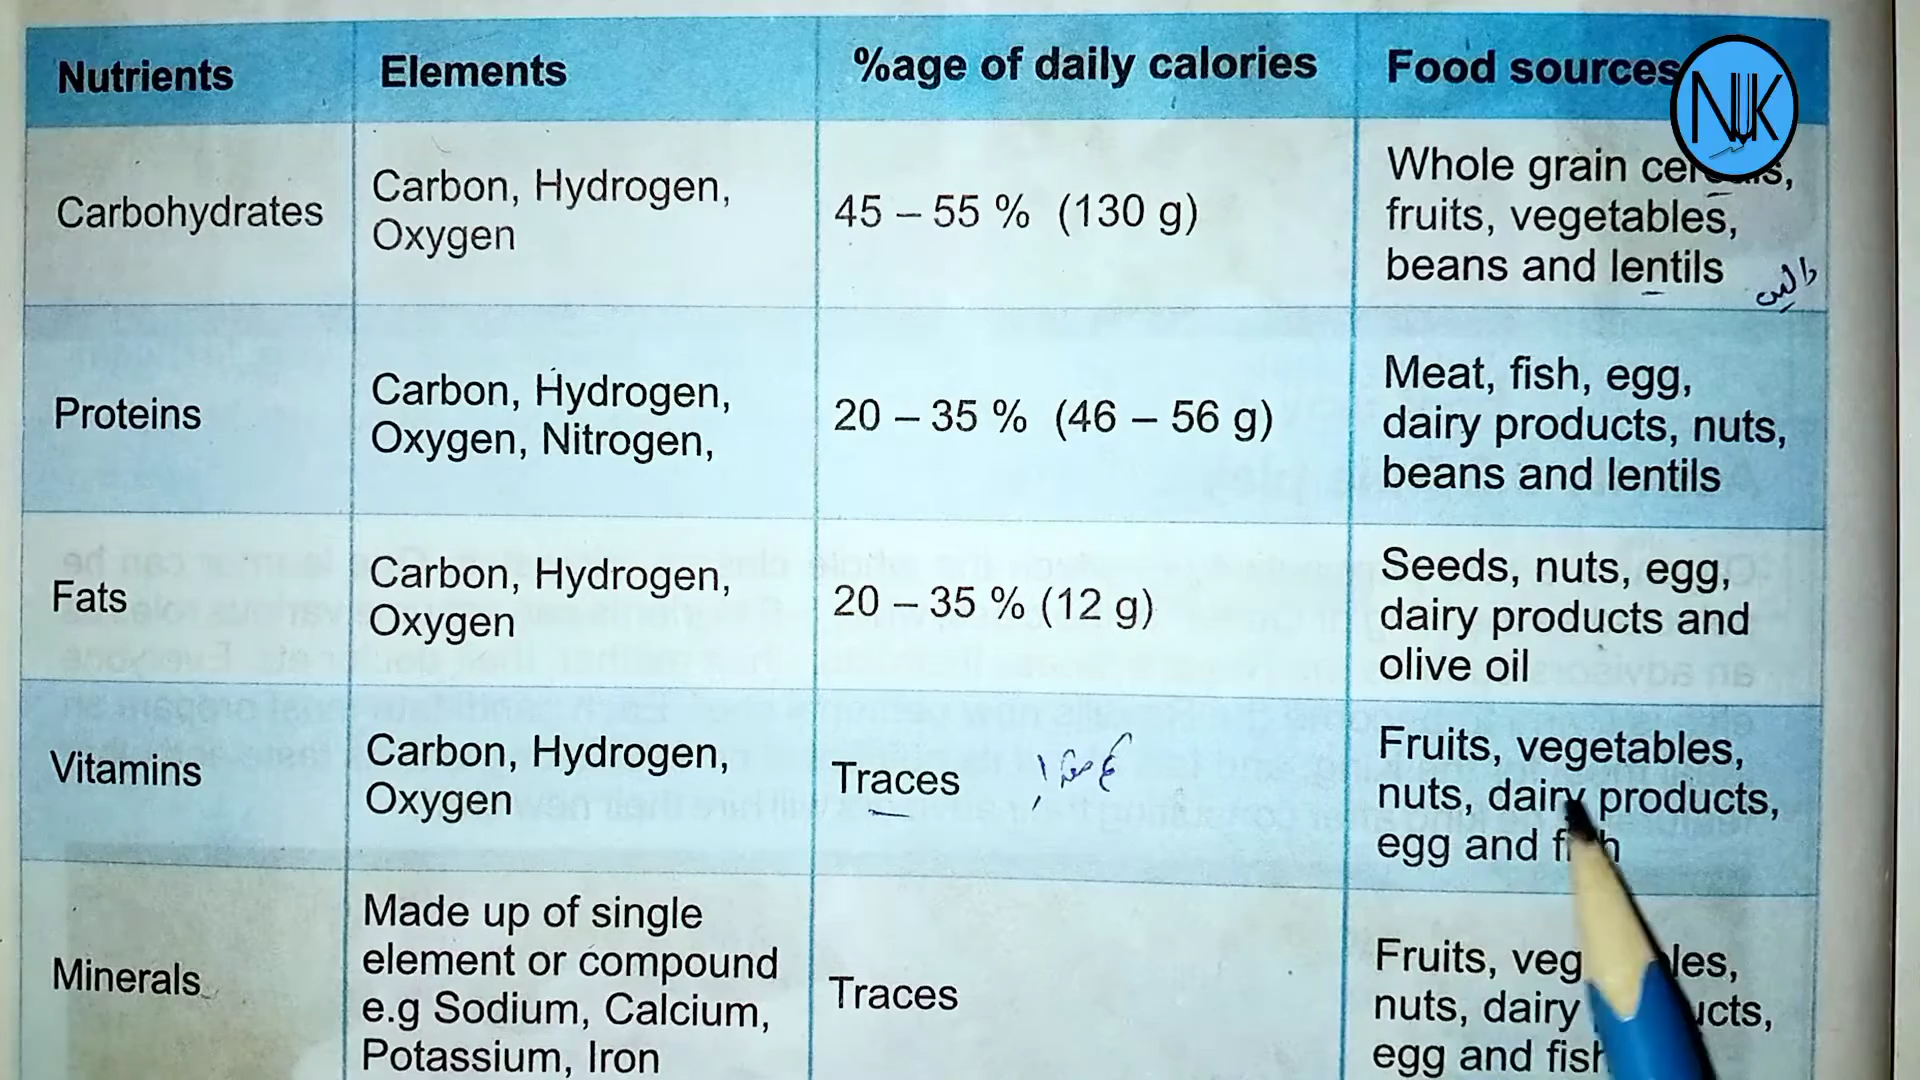 Nutrients
Elements
%age of daily calories
Food sources
NUK
Carbohydrates
Carbon, Hydrogen,
Oxygen
45 – 55 % (130 g)
Whole grain
fruits, vegetables,
beans and lentils
دالیں
Proteins
Carbon, Hydrogen,
Oxygen, Nitrogen,
20 – 35 % (46 – 56 g)
Meat, fish, egg,
dairy products, nuts,
beans and lentils
Fats
Carbon, Hydrogen,
Oxygen
20 – 35 % (12 g)
Seeds, nuts, egg,
dairy products and
olive oil
Vitamins
Carbon, Hydrogen,
Oxygen
Traces
Fruits, vegetables,
nuts, dairy products,
egg and
Minerals
Made up of single
element or compound
e.g Sodium, Calcium,
Potassium, Iron
Traces
Fruits,
nuts, dairy
egg and fish